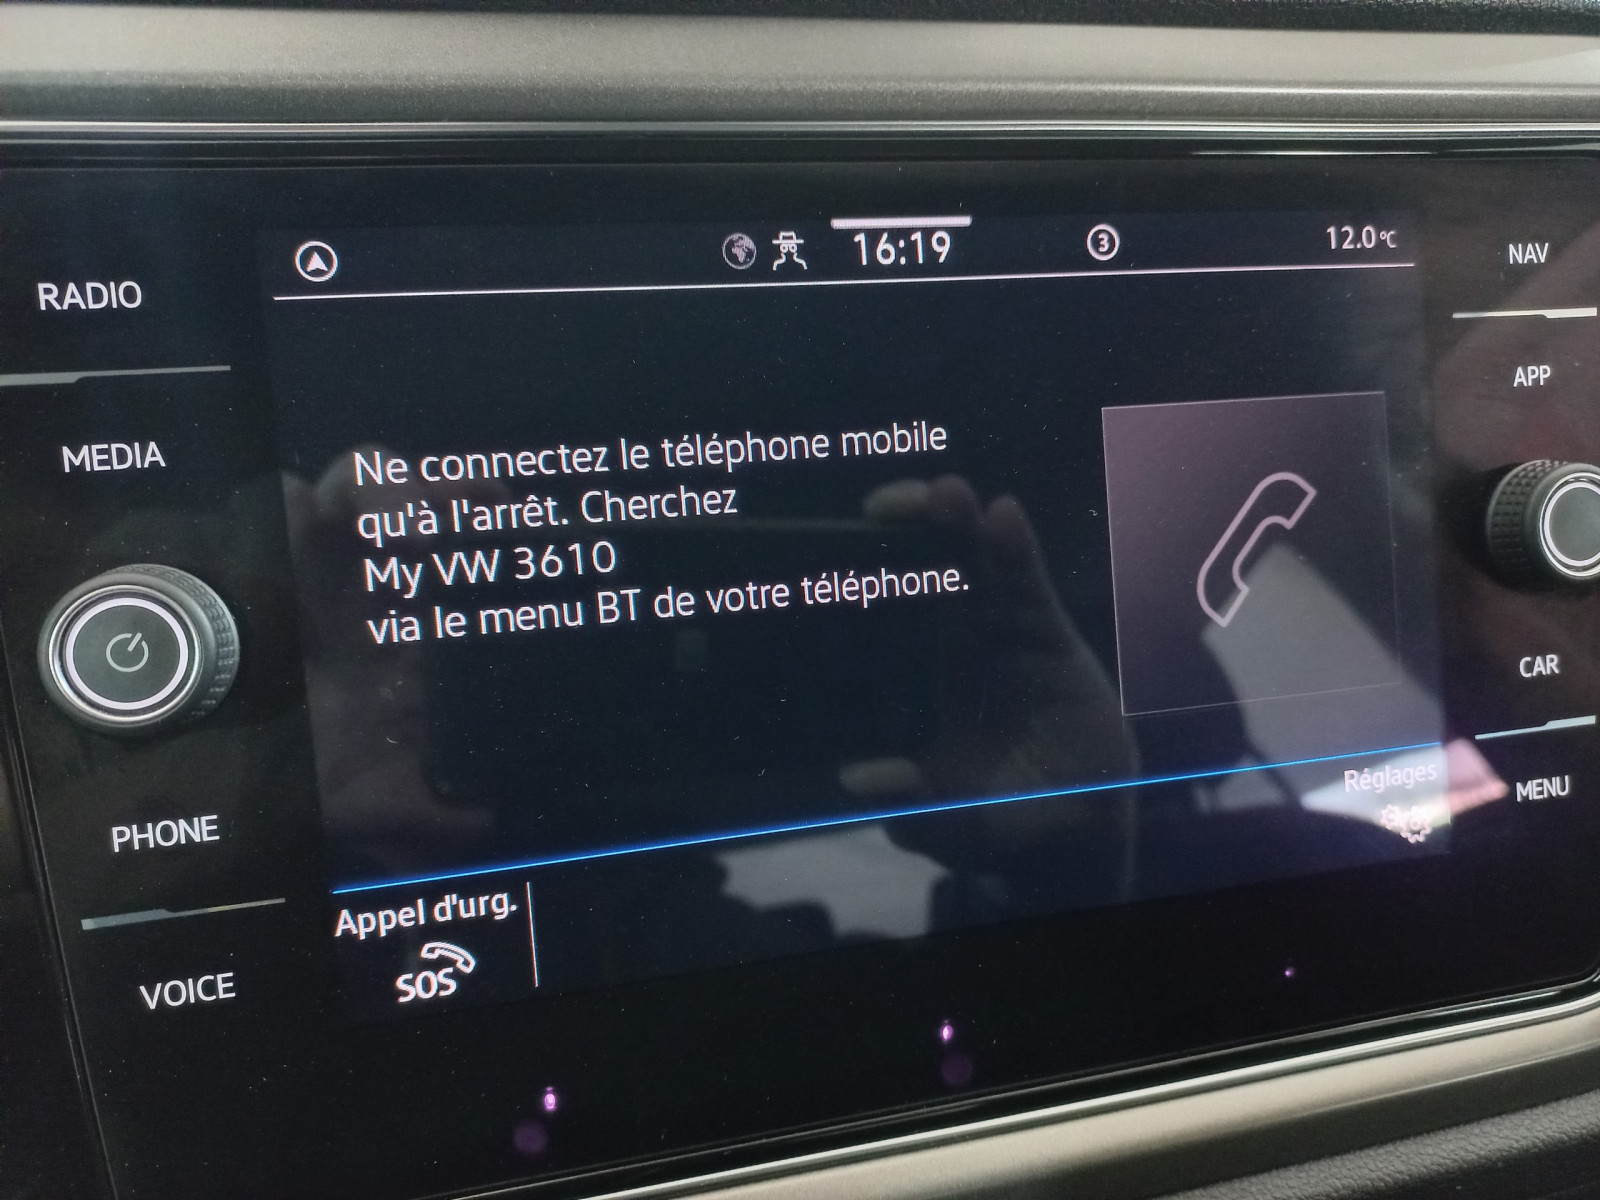 16:19
3
12.0°C
RADIO
MEDIA
PHONE
VOICE
Ne connectez le téléphone mobile
qu'à l'arrêt. Cherchez
My VW 3610
via le menu BT de votre téléphone.
Réglages
Appel d'urg.
SOS
NAV
APP
CAR
MENU